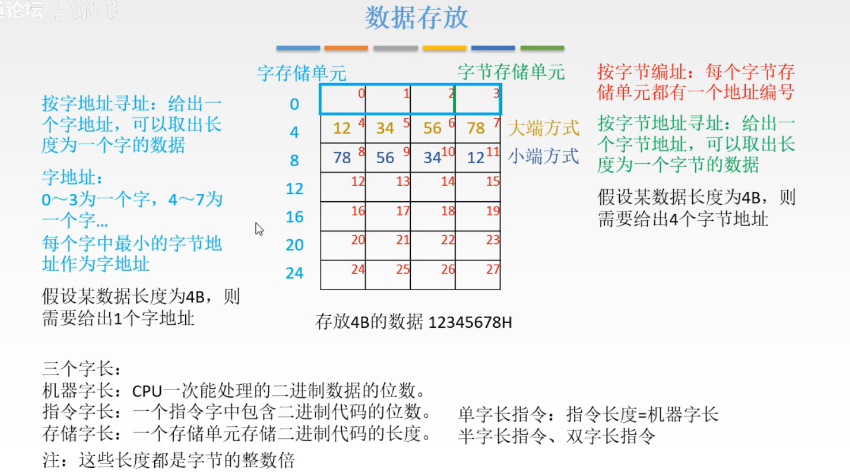 论坛
数据存放
字存储单元
字节存储单元
按字地址寻址：给出一
个字地址，可以取出长
度为一个字的数据
字地址：
0～3为一个字，4～7为
一个字...
每个字中最小的字节地
址作为字地址
假设某数据长度为4B，则
需要给出1个字地址
0 0 1 2 3
4 12 4 34 5 56 6 78 7 大端方式
8 78 8 56 9 34 10 12 11 小端方式
12 12 13 14 15
16 16 17 18 19
20 20 21 22 23
24 24 25 26 27
存放4B的数据 12345678H
按字节编址：每个字节存
储单元都有一个地址编号
按字节地址寻址：给出一
个字节地址，可以取出长
度为一个字节的数据
假设某数据长度为4B，则
需要给出4个字节地址
三个字长：
机器字长：CPU一次能处理的二进制数据的位数。
指令字长：一个指令字中包含二进制代码的位数。
存储字长：一个存储单元存储二进制代码的长度。
单字长指令：指令长度=机器字长
半字长指令、双字长指令
注：这些长度都是字节的整数倍